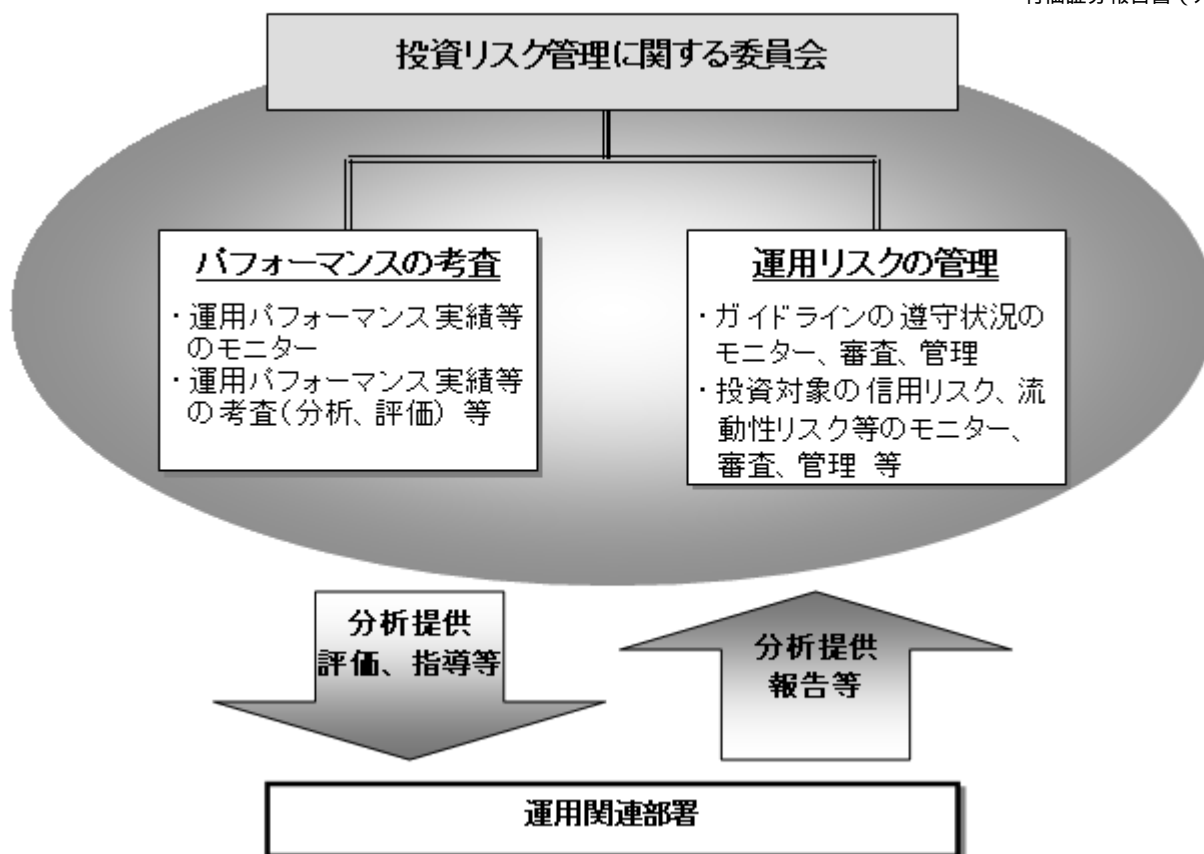 投資リスク管理に関する委員会
パフォーマンスの考査
・運用パフォーマンス実績等
のモニター
・運用パフォーマンス実績等
の考査(分析、評価) 等
運用リスクの管理
・ガイドラインの遵守状況の
モニター、審査、管理
・投資対象の信用リスク、流
動性リスク等のモニター、
審査、管理 等
分析提供
評価、指導等
分析提供
報告等
運用関連部署